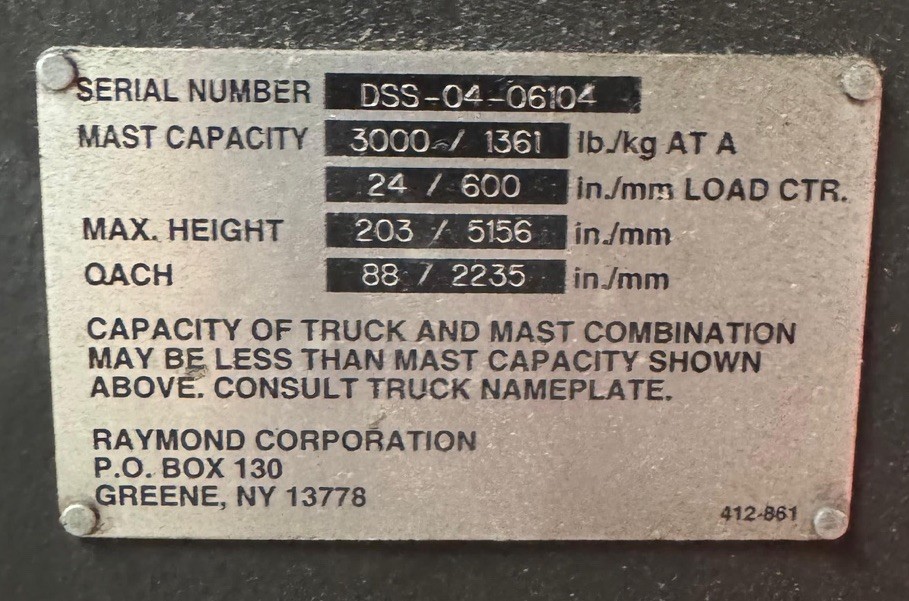 SERIAL NUMBER DSS-04-06104
MAST CAPACITY 3000 / 1361 lb./kg AT A
24 / 600 in./mm LOAD CTR.
MAX. HEIGHT 203 / 5156 in./mm
OACH 88 / 2235 in./mm
CAPACITY OF TRUCK AND MAST COMBINATION
MAY BE LESS THAN MAST CAPACITY SHOWN
ABOVE. CONSULT TRUCK NAMEPLATE.
RAYMOND CORPORATION
P.O. BOX 130
GREENE, NY 13778
412-861